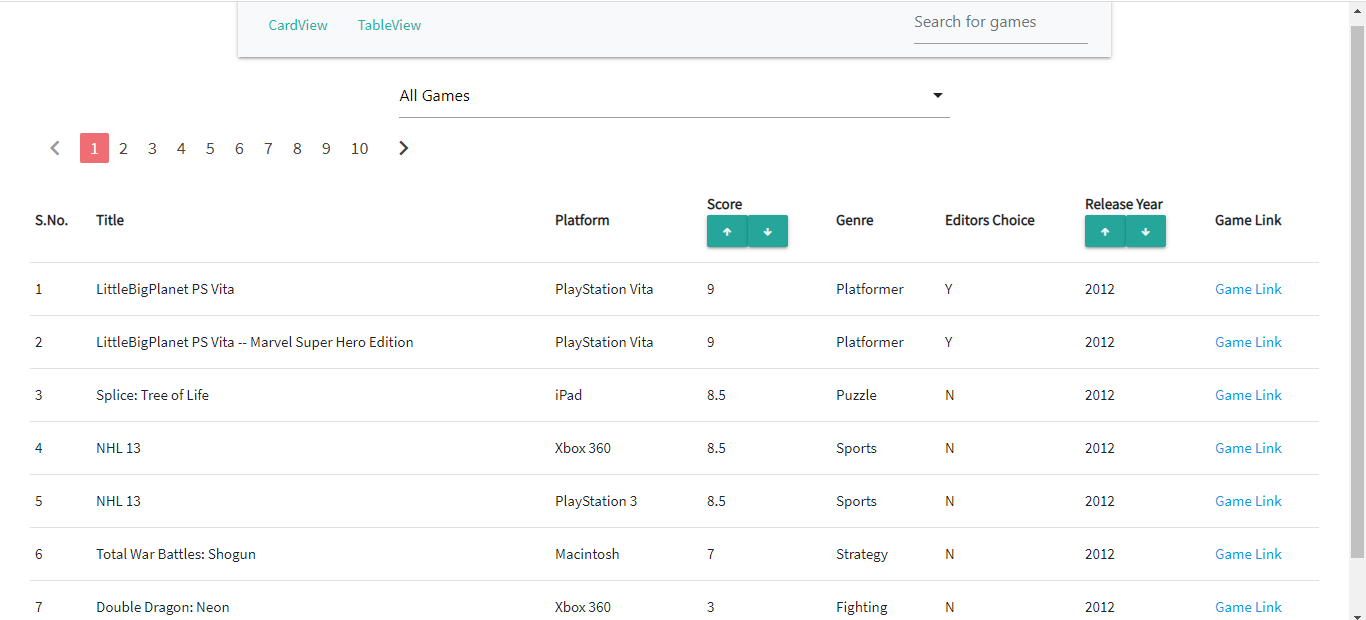 CardView TableView Search for games
All Games
1 2 3 4 5 6 7 8 9 10
S.No. Title Platform Score Genre Editors Choice Release Year Game Link
1 LittleBigPlanet PS Vita PlayStation Vita 9 Platformer Y 2012 Game Link
2 LittleBigPlanet PS Vita -- Marvel Super Hero Edition PlayStation Vita 9 Platformer Y 2012 Game Link
3 Splice: Tree of Life iPad 8.5 Puzzle N 2012 Game Link
4 NHL 13 Xbox 360 8.5 Sports N 2012 Game Link
5 NHL 13 PlayStation 3 8.5 Sports N 2012 Game Link
6 Total War Battles: Shogun Macintosh 7 Strategy N 2012 Game Link
7 Double Dragon: Neon Xbox 360 3 Fighting N 2012 Game Link